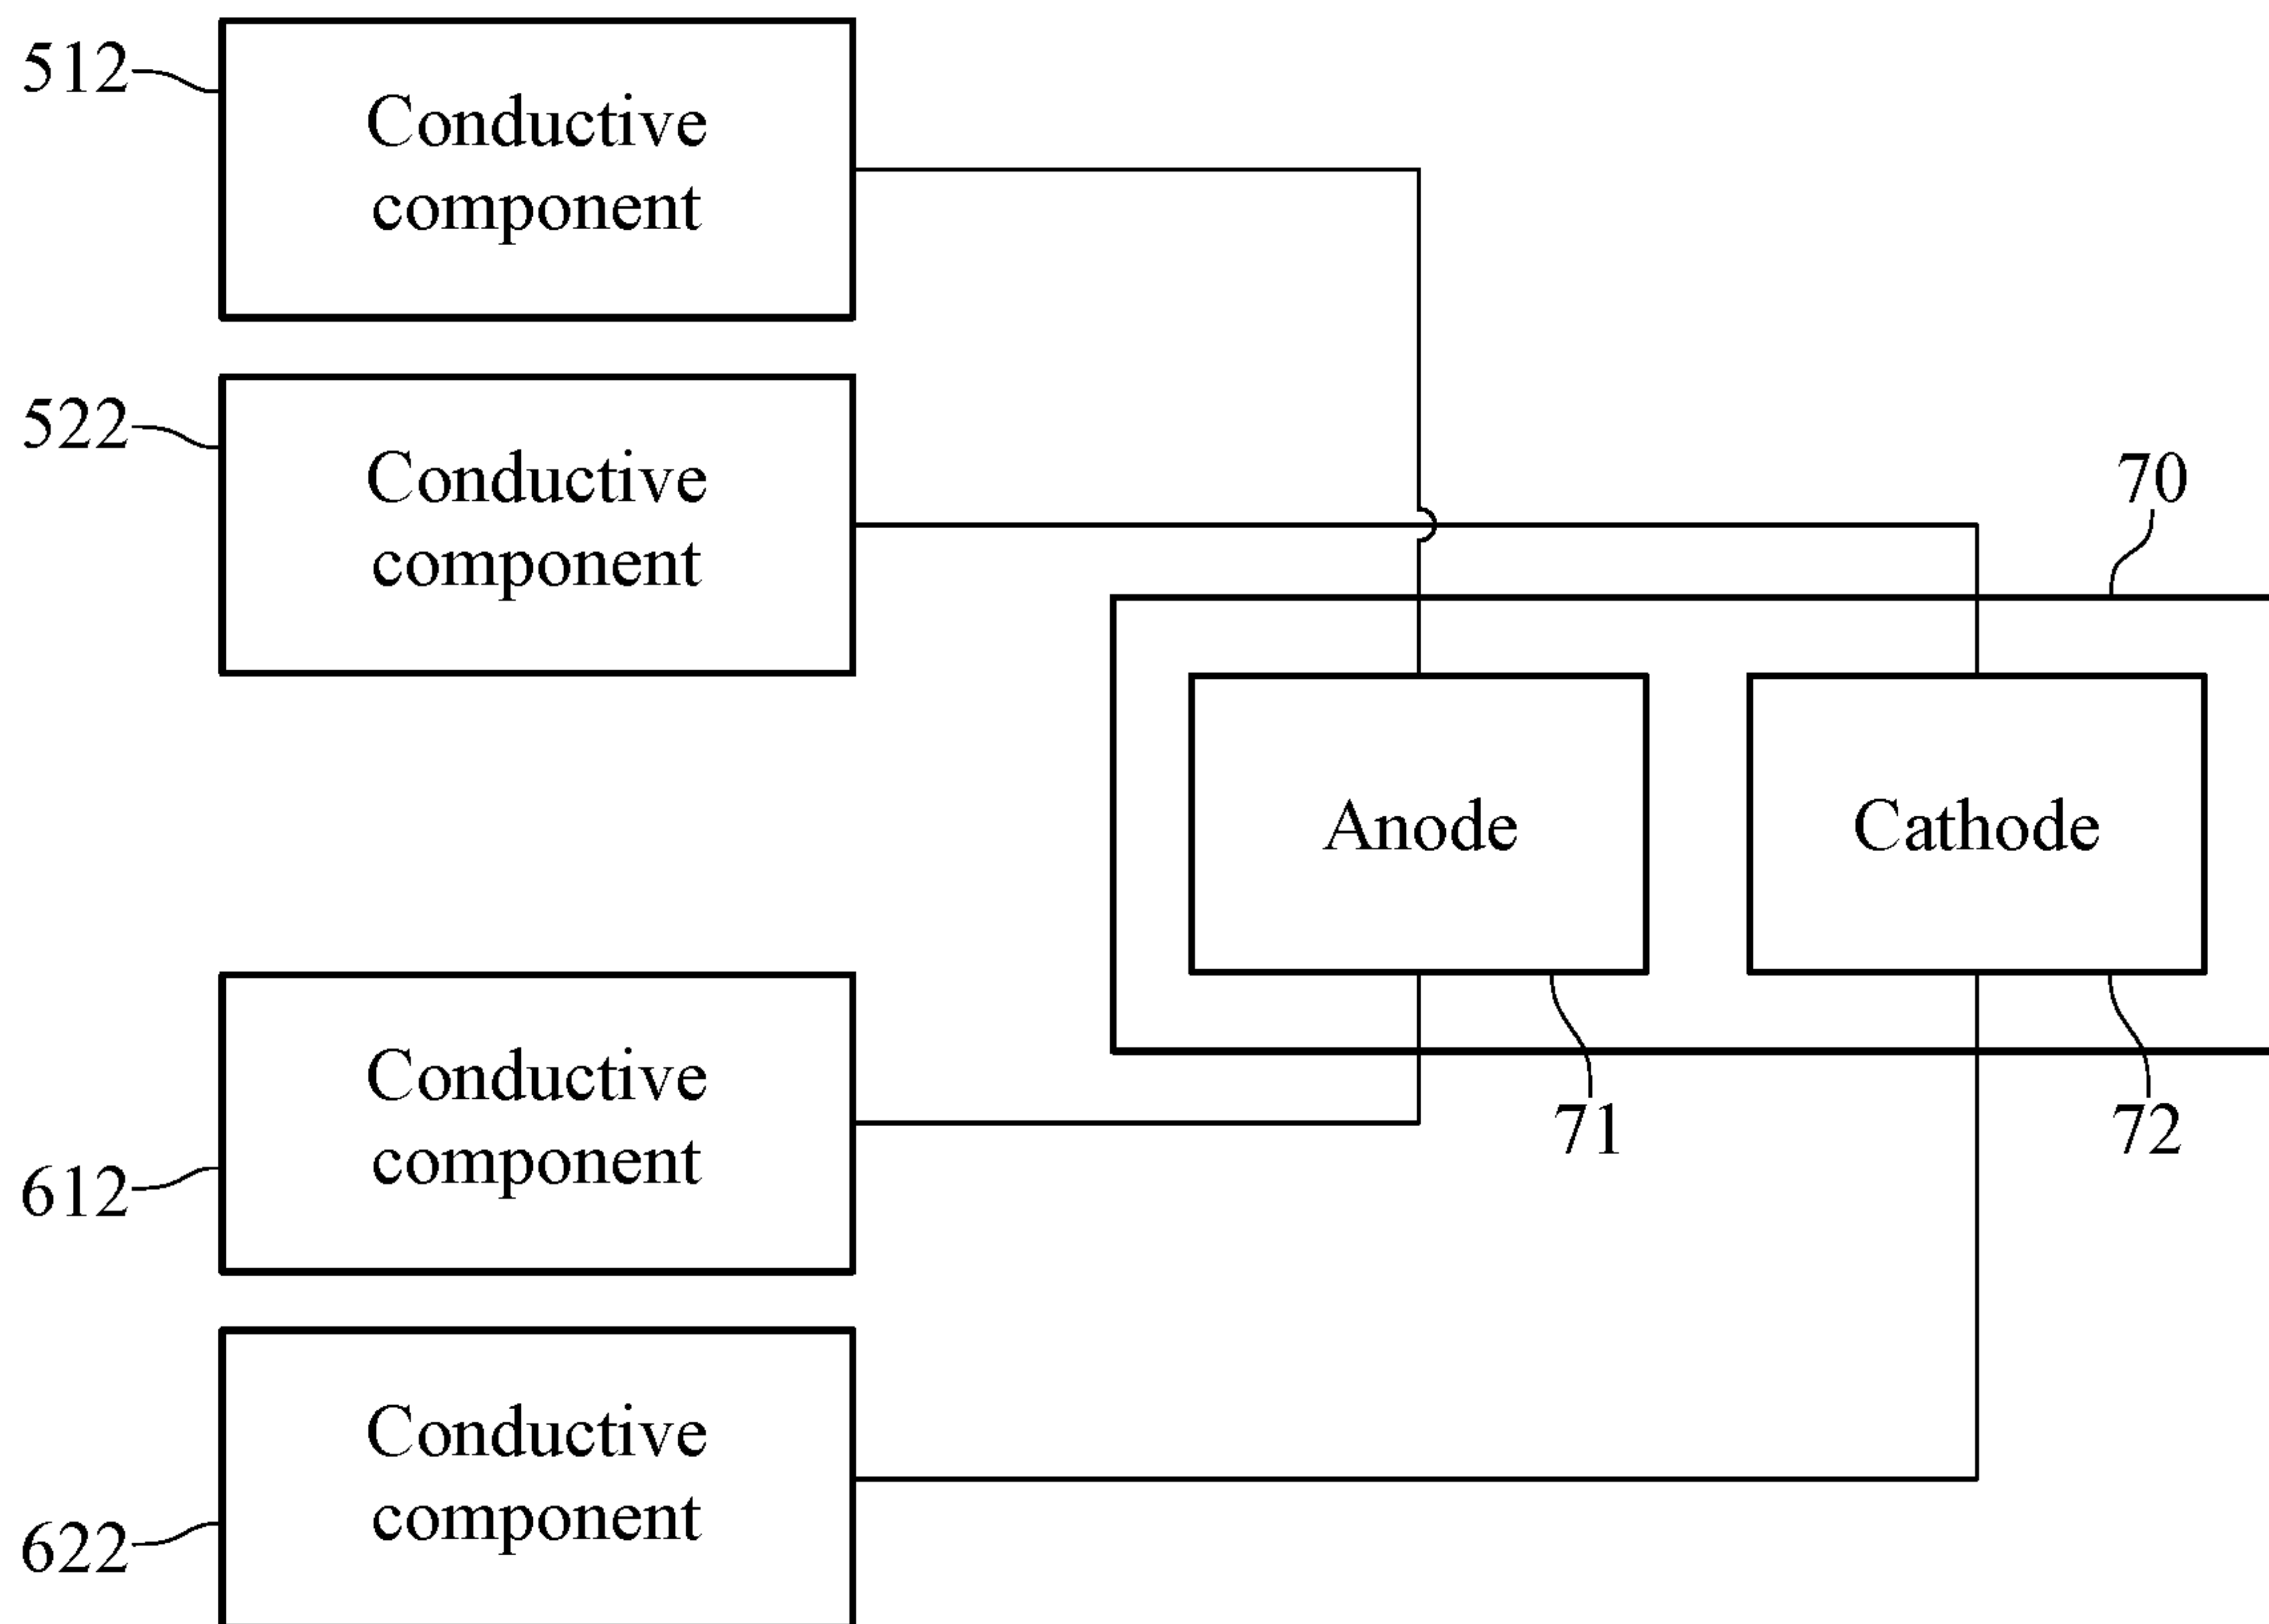 512
Conductive
component
522
Conductive
component
70
Anode
Cathode
71
72
612
Conductive
component
622
Conductive
component